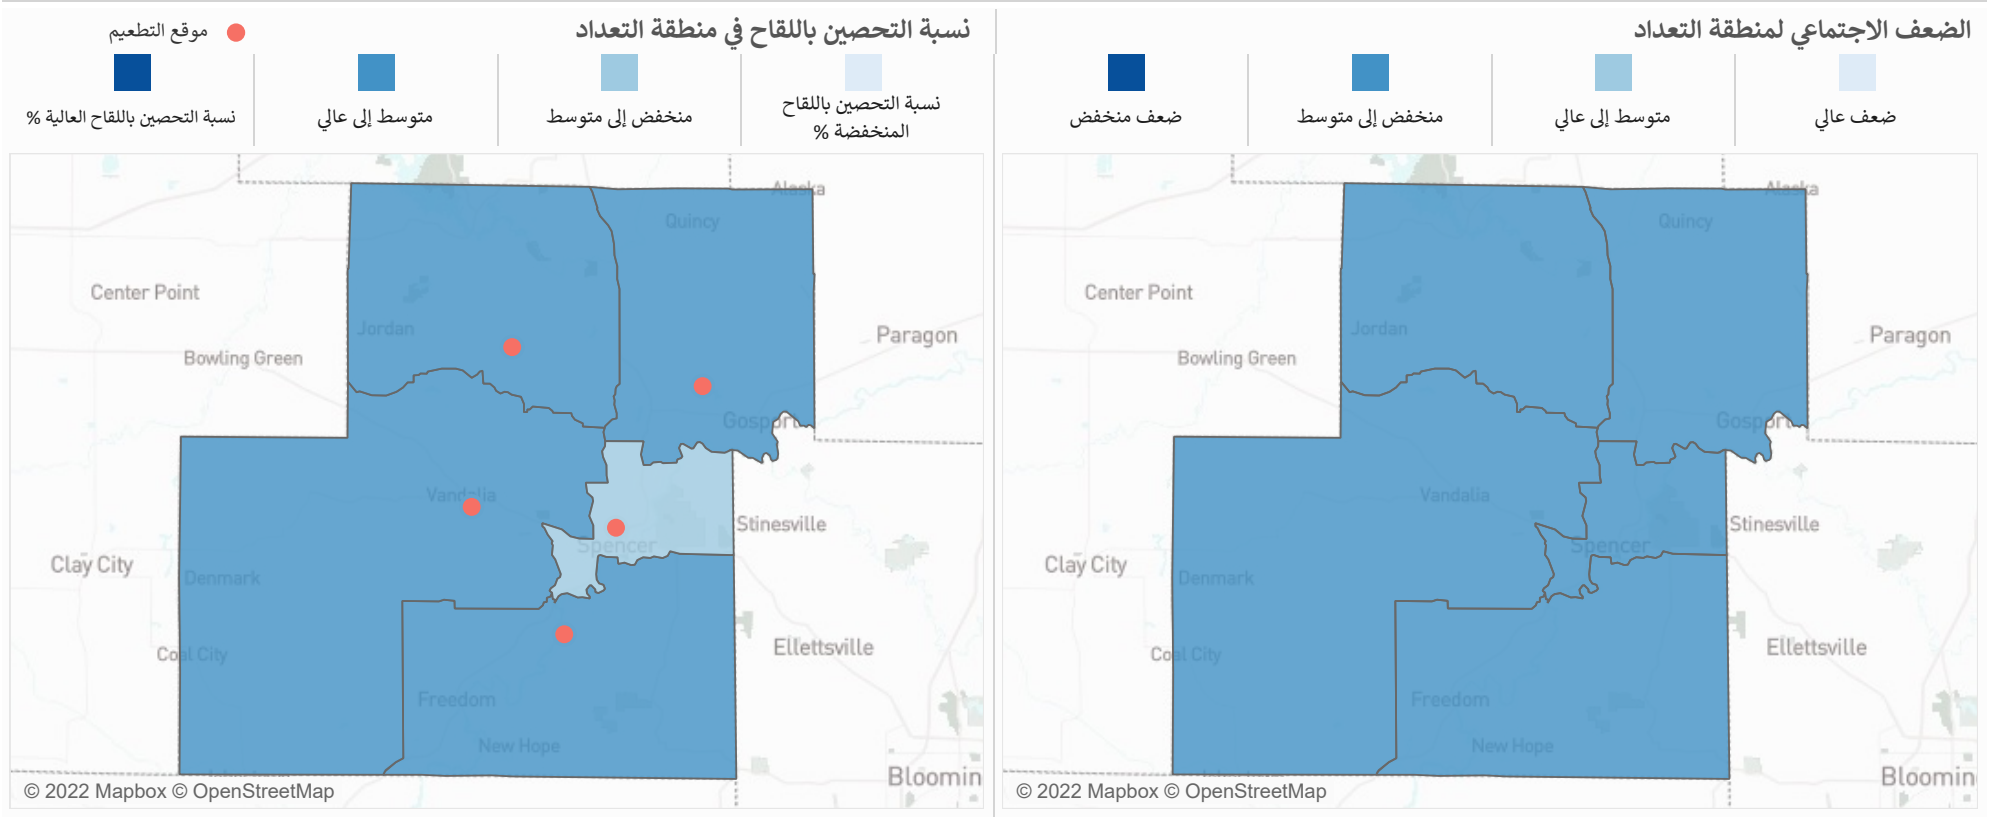 الضعف الاجتماعي لمنطقة التعداد
ضعف عالي
متوسط إلى عالي
منخفض إلى متوسط
ضعف منخفض
نسبة التحصين باللقاح في منطقة التعداد
موقع التطعيم
نسبة التحصين باللقاح
المنخفضة %
منخفض إلى متوسط
متوسط إلى عالي
نسبة التحصين باللقاح العالية %
Alaska
Quincy
Center Point
Jordan
Paragon
Bowling Green
Gosport
Vandalia
Stinesville
Spencer
Clay City
Denmark
Ellettsville
Coal City
Freedom
New Hope
Bloomin
© 2022 Mapbox © OpenStreetMap
Alaska
Quincy
Center Point
Jordan
Paragon
Bowling Green
Gosport
Vandalia
Stinesville
Spencer
Clay City
Denmark
Ellettsville
Coal City
Freedom
New Hope
Bloomin
© 2022 Mapbox © OpenStreetMap